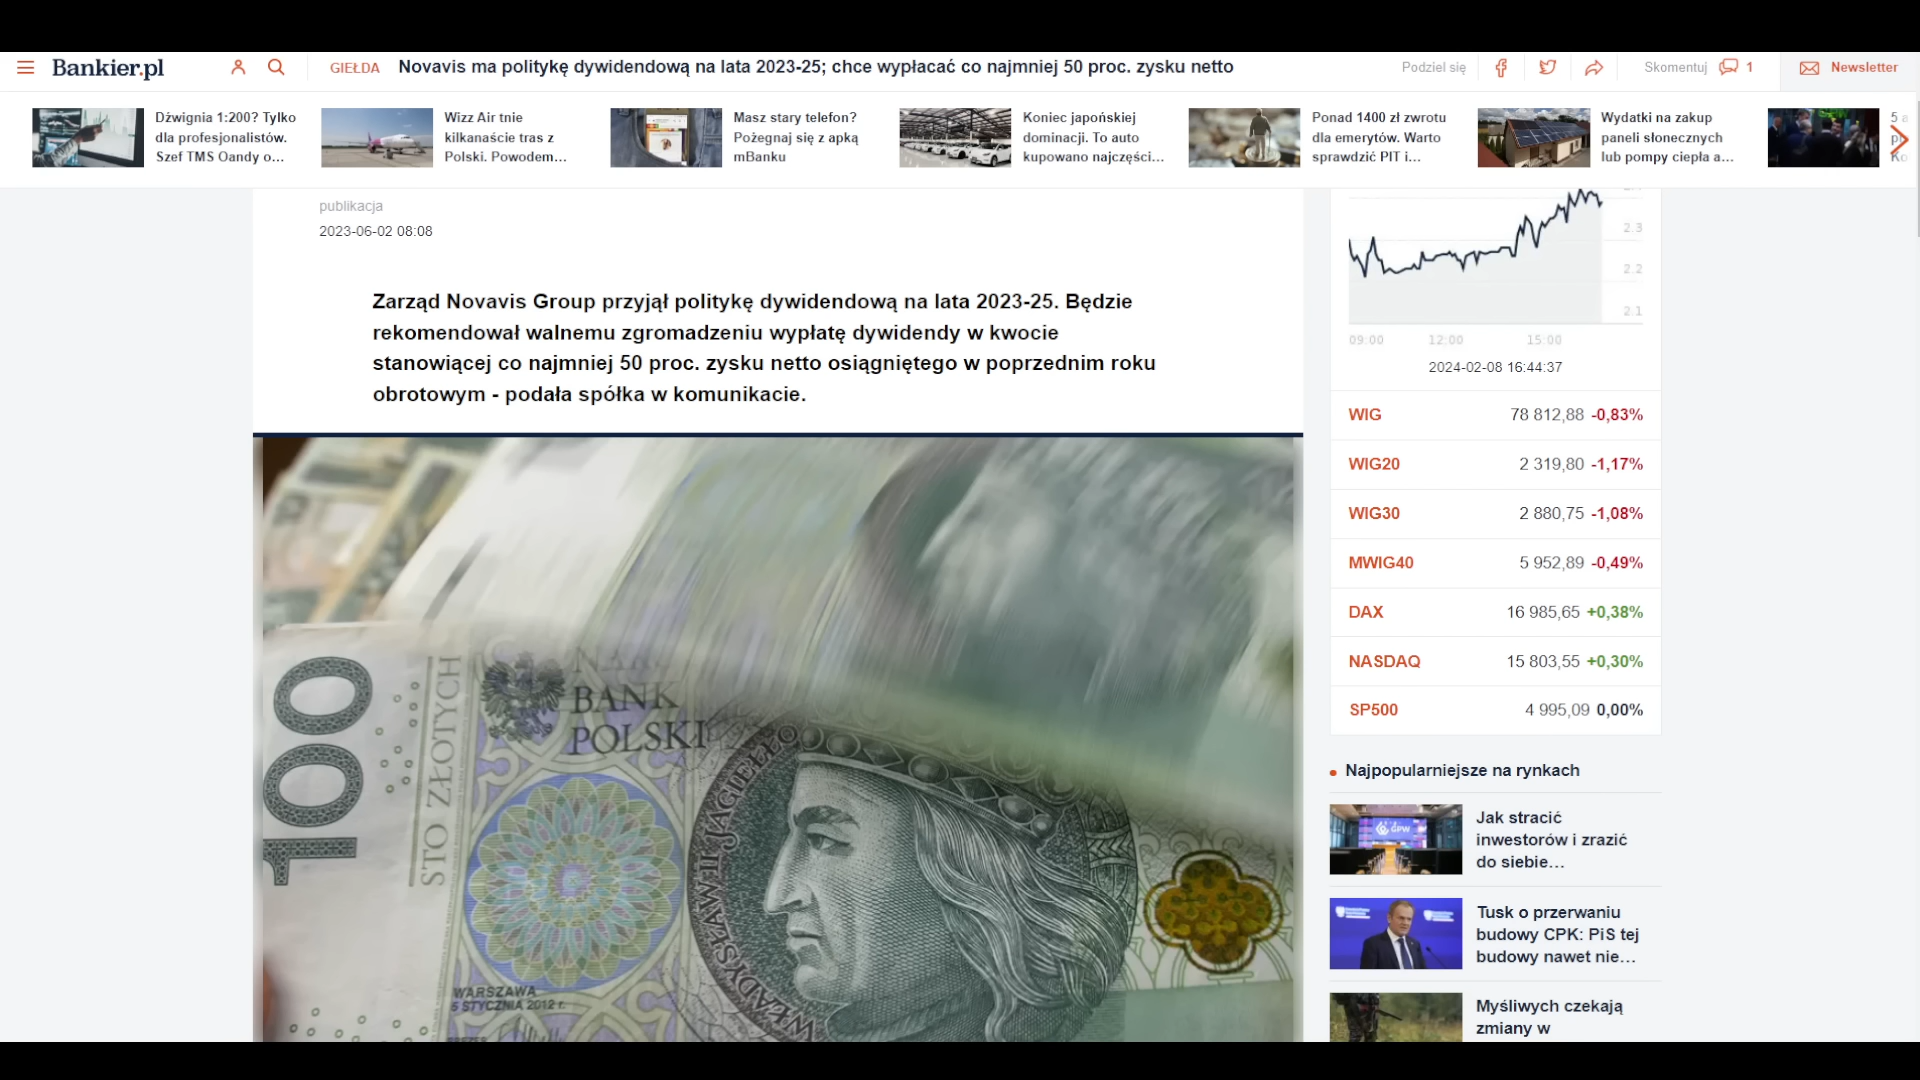 Bankier.pl
GIEŁDA
Novavis ma politykę dywidendową na lata 2023-25; chce wypłacać co najmniej 50 proc. zysku netto
Podziel się
Skomentuj
1
Newsletter
Dźwignia 1:200? Tylko
dla profesjonalistów.
Szef TMS Oandy o...
Wizz Air tnie
kilkanaście tras z
Polski. Powodem...
Masz stary telefon?
Pożegnaj się z apką
mBanku
Koniec japońskiej
dominacji. To auto
kupowano najczęści...
Ponad 1400 zł zwrotu
dla emerytów. Warto
sprawdzić PIT i...
Wydatki na zakup
paneli słonecznych
lub pompy ciepła a...
publikacja
2023-06-02 08:08
Zarząd Novavis Group przyjął politykę dywidendową na lata 2023-25. Będzie
rekomendował walnemu zgromadzeniu wypłatę dywidendy w kwocie
stanowiącej co najmniej 50 proc. zysku netto osiągniętego w poprzednim roku
obrotowym - podała spółka w komunikacie.
100
STO ZŁOTYCH
BANK
POLSKI
WŁADYSŁAW II JAGIEŁŁO
WARSZAWA
5 STYCZNIA 2012 r.
2.3
2.2
2.1
09:00 12:00 15:00
2024-02-08 16:44:37
WIG 78 812,88 -0,83%
WIG20 2 319,80 -1,17%
WIG30 2 880,75 -1,08%
MWIG40 5 952,89 -0,49%
DAX 16 985,65 +0,38%
NASDAQ 15 803,55 +0,30%
SP500 4 995,09 0,00%
Najpopularniejsze na rynkach
GPW
Jak stracić
inwestorów i zrazić
do siebie...
Tusk o przerwaniu
budowy CPK: PiS tej
budowy nawet nie...
Myśliwych czekają
zmiany w